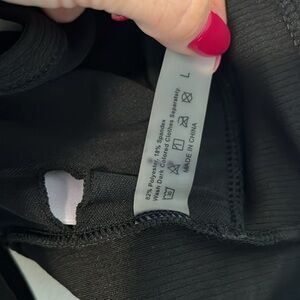 L
82% Polyester, 18% Spandex
Wash Dark Colored Clothes Separately.
MADE IN CHINA